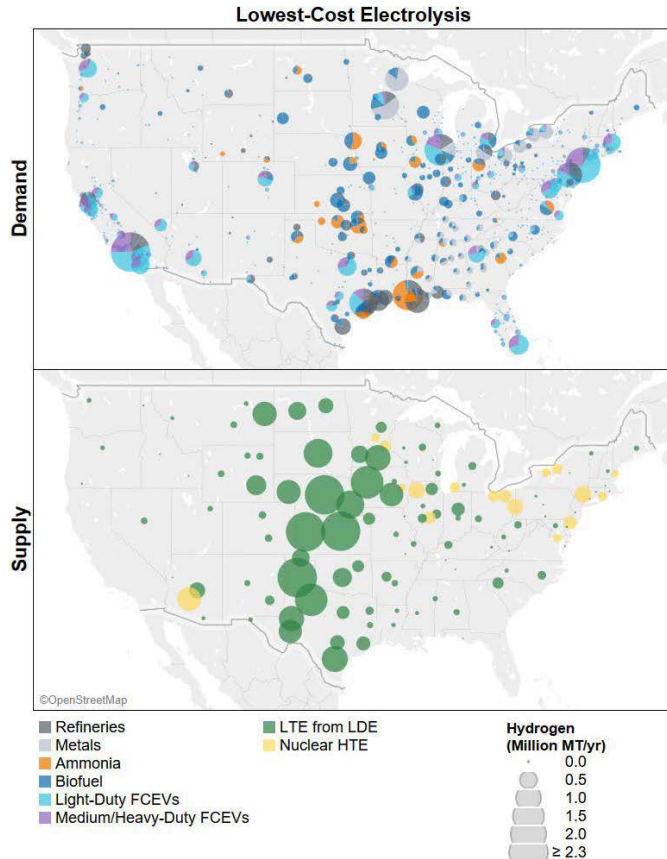 Lowest-Cost Electrolysis
Demand
Supply
©OpenStreetMap
Refineries
Metals
Ammonia
Biofuel
Light-Duty FCEVs
Medium/Heavy-Duty FCEVs
LTE from LDE
Nuclear HTE
Hydrogen
(Million MT/yr)
0.0
0.5
1.0
1.5
2.0
≥ 2.3